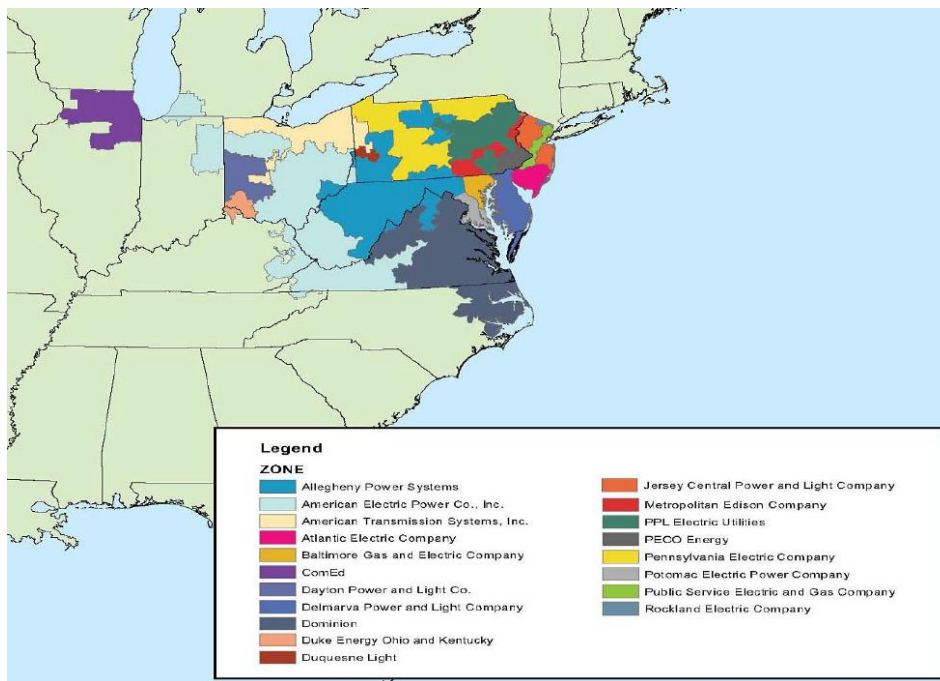 Legend
ZONE
Allegheny Power Systems
American Electric Power Co., Inc.
American Transmission Systems, Inc.
Atlantic Electric Company
Baltimore Gas and Electric Company
ComEd
Dayton Power and Light Co.
Delmarva Power and Light Company
Dominion
Duke Energy Ohio and Kentucky
Duquesne Light
Jersey Central Power and Light Company
Metropolitan Edison Company
PPL Electric Utilities
PECO Energy
Pennsylvania Electric Company
Potomac Electric Power Company
Public Service Electric and Gas Company
Rockland Electric Company